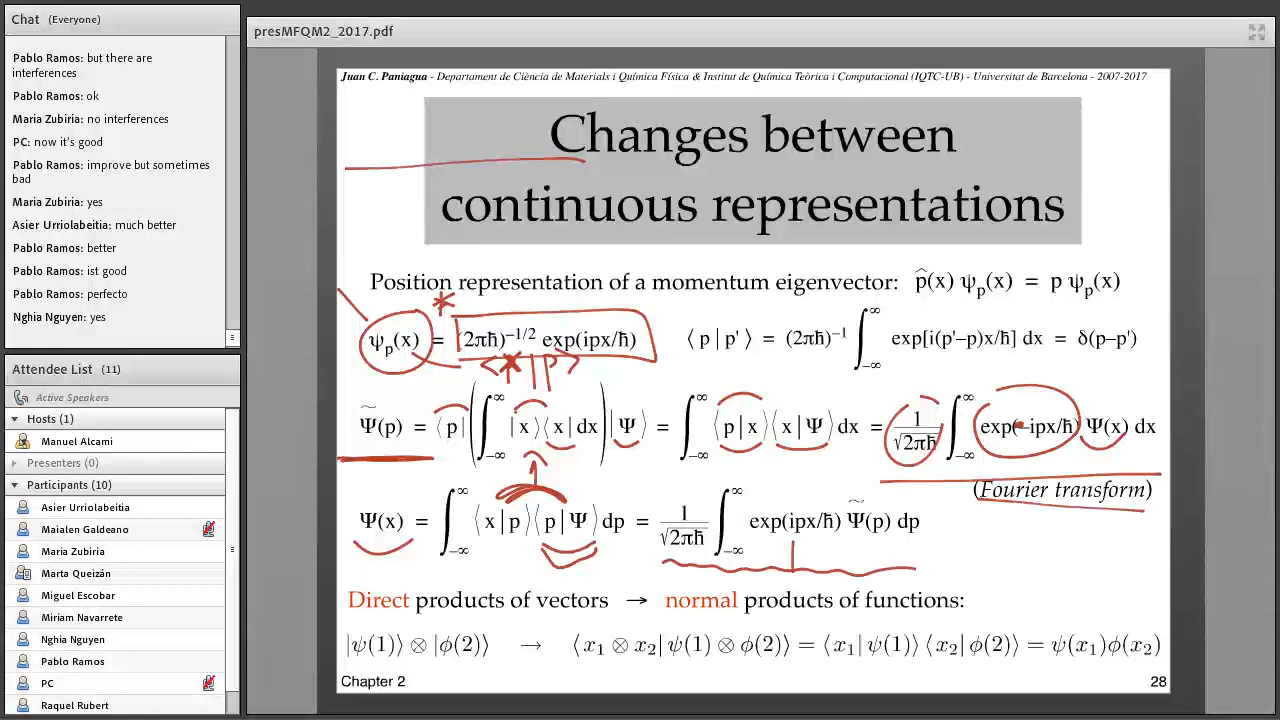 Chat (Everyone)
Pablo Ramos: but there are
interferences
Pablo Ramos: ok
Maria Zubiria: no interferences
PC: now it's good
Pablo Ramos: improve but sometimes
bad
Maria Zubiria: yes
Asier Urriolabeitia: much better
Pablo Ramos: better
Pablo Ramos: ist good
Pablo Ramos: perfecto
Nghia Nguyen: yes
Attendee List (11)
Active Speakers
Hosts (1)
Manuel Alcami
Presenters (0)
Participants (10)
Asier Urriolabeitia
Maialen Galdeano
Maria Zubiria
Marta Queizán
Miguel Escobar
Miriam Navarrete
Nghia Nguyen
Pablo Ramos
PC
Raquel Rubert
presMFQM2_2017.pdf
Juan C. Paniagua - Departament de Ciència de Materials i Química Física & Institut de Química Teòrica i Computacional (IQTC-UB) - Universitat de Barcelona - 2007-2017
Changes between
continuous representations
Position representation of a momentum eigenvector: p̂(x) ψp(x) = p ψp(x)
*
ψp(x) = (2πħ)–1/2 exp(ipx/ħ) ⟨ p | p' ⟩ = (2πħ)–1 ∫–∞∞ exp[i(p'–p)x/ħ] dx = δ(p–p')
<x|p>
Ψ̃(p) = ⟨ p | (∫–∞∞ | x ⟩⟨ x | dx) | Ψ ⟩ = ∫–∞∞ ⟨ p | x ⟩⟨ x | Ψ ⟩ dx = 1/√2πħ ∫–∞∞ exp(–ipx/ħ) Ψ(x) dx
(Fourier transform)
Ψ(x) = ∫–∞∞ ⟨ x | p ⟩⟨ p | Ψ ⟩ dp = 1/√2πħ ∫–∞∞ exp(ipx/ħ) Ψ̃(p) dp
Direct products of vectors → normal products of functions:
|ψ(1)⟩ ⊗ |ϕ(2)⟩ → ⟨x1 ⊗ x2| ψ(1) ⊗ ϕ(2)⟩ = ⟨x1| ψ(1)⟩ ⟨x2| ϕ(2)⟩ = ψ(x1)ϕ(x2)
Chapter 2
28